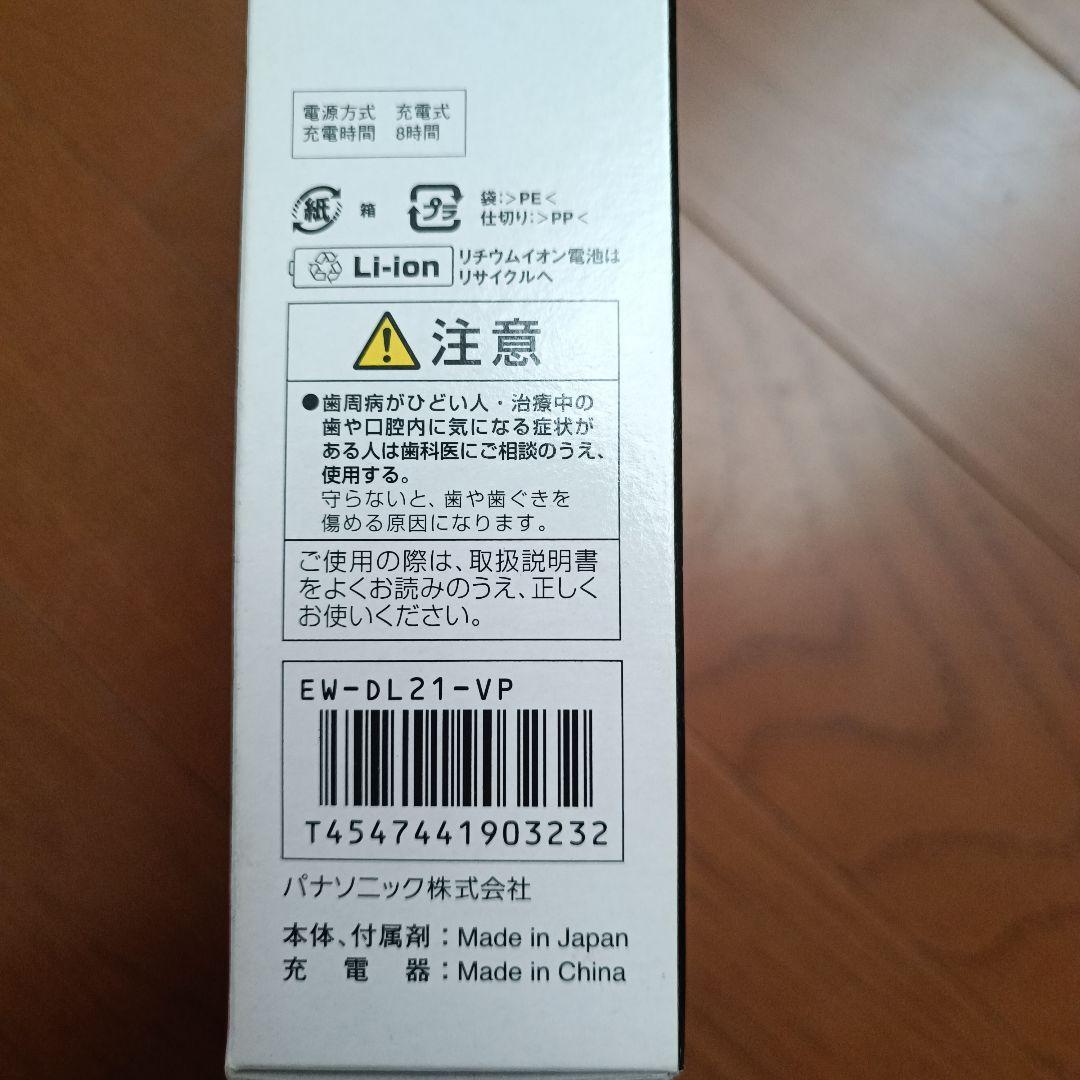 電源方式 充電式
充電時間 8時間
紙 箱 プラ 袋:>PE<
仕切り:>PP<
Li-ion リチウムイオン電池は
リサイクルへ
注意
●歯周病がひどい人・治療中の
歯や口腔内に気になる症状が
ある人は歯科医にご相談のうえ、
使用する。
守らないと、歯や歯ぐきを
傷める原因になります。
ご使用の際は、取扱説明書
をよくお読みのうえ、正しく
お使いください。
EW-DL21-VP
T4547441903232
パナソニック株式会社
本体、付属剤:Made in Japan
充電器:Made in China